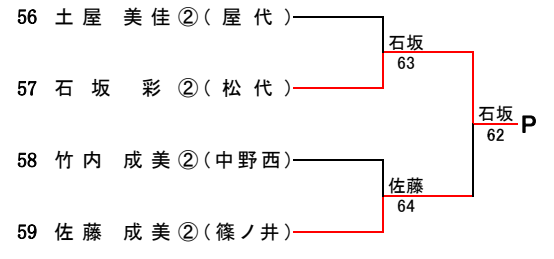 56 土屋 美佳②(屋代)
石坂
63
57 石坂 彩②(松代)
石坂
62
P
58 竹内 成美②(中野西)
佐藤
64
59 佐藤 成美②(篠ノ井)